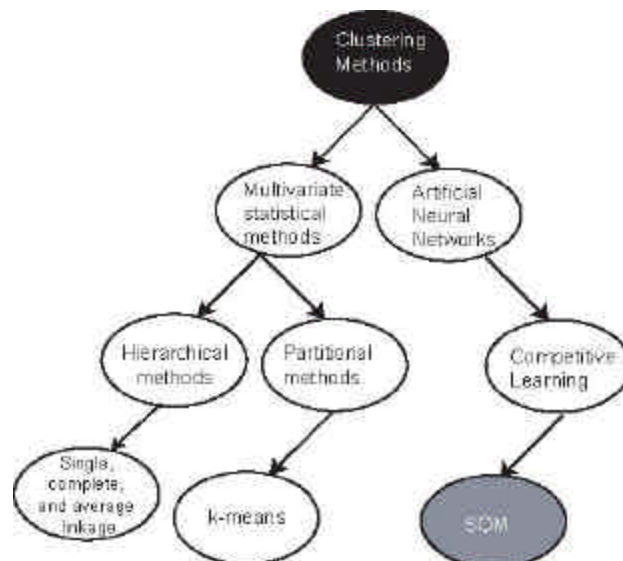 Clustering
Methods
Multivariate
statistical
methods
Artificial
Neural
Networks
Hierarchical
methods
Partitional
methods
Competitive
Learning
Single,
complete,
and average
linkage
k-means
SOM